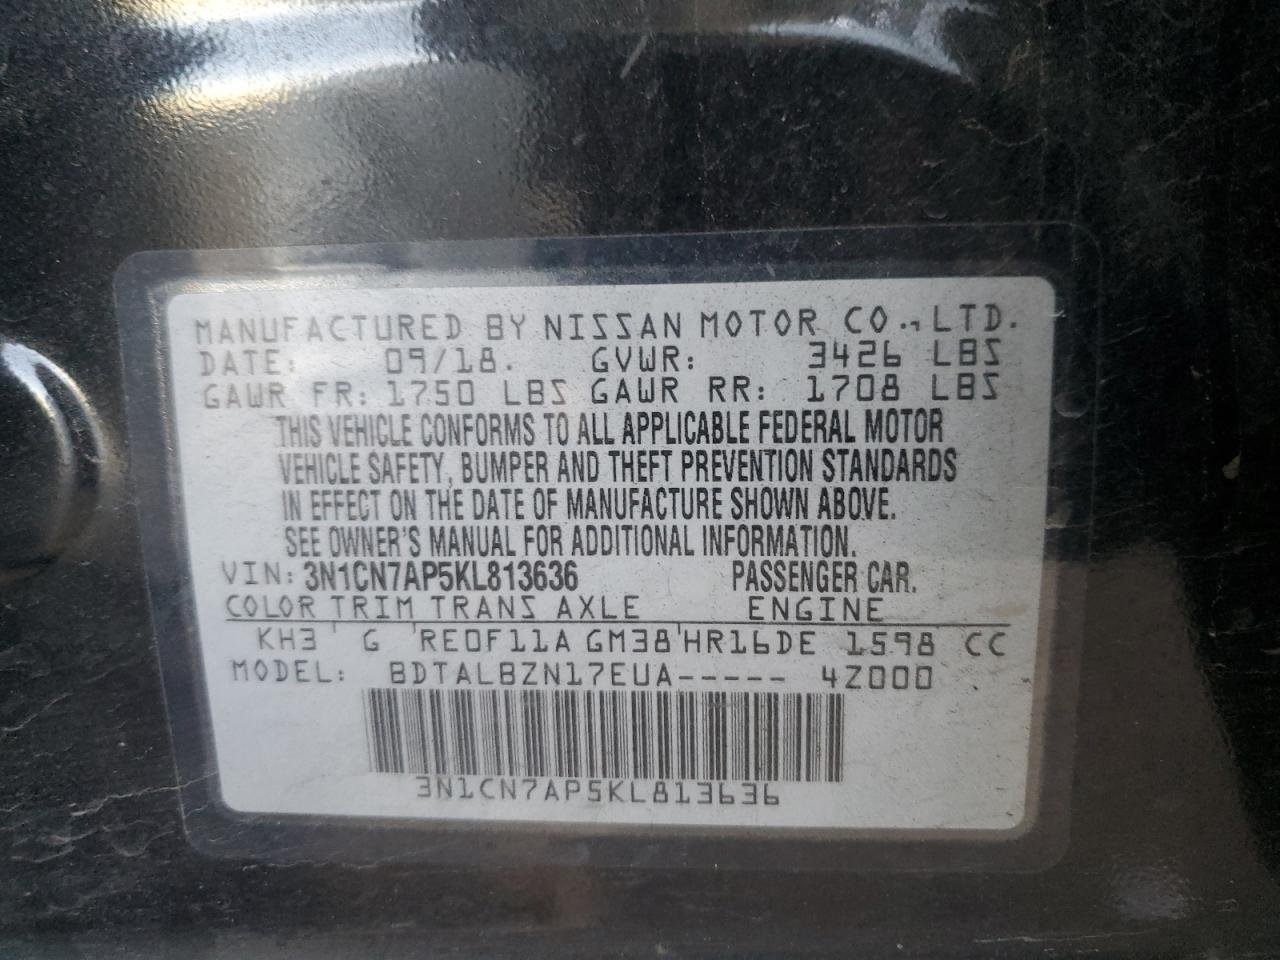 MANUFACTURED BY NISSAN MOTOR CO., LTD.
DATE: 09/18. GVWR: 3426 LBS
GAWR FR: 1750 LBS GAWR RR: 1708 LBS
THIS VEHICLE CONFORMS TO ALL APPLICABLE FEDERAL MOTOR
VEHICLE SAFETY, BUMPER AND THEFT PREVENTION STANDARDS
IN EFFECT ON THE DATE OF MANUFACTURE SHOWN ABOVE.
SEE OWNER'S MANUAL FOR ADDITIONAL INFORMATION.
VIN: 3N1CN7AP5KL813636 PASSENGER CAR.
COLOR TRIM TRANS AXLE ENGINE
KH3 ' G ' RE0F11A GM38 ' HR16DE 1598 CC
MODEL: BDTALBZN17EUA----- 4Z000
3N1CN7AP5KL813636